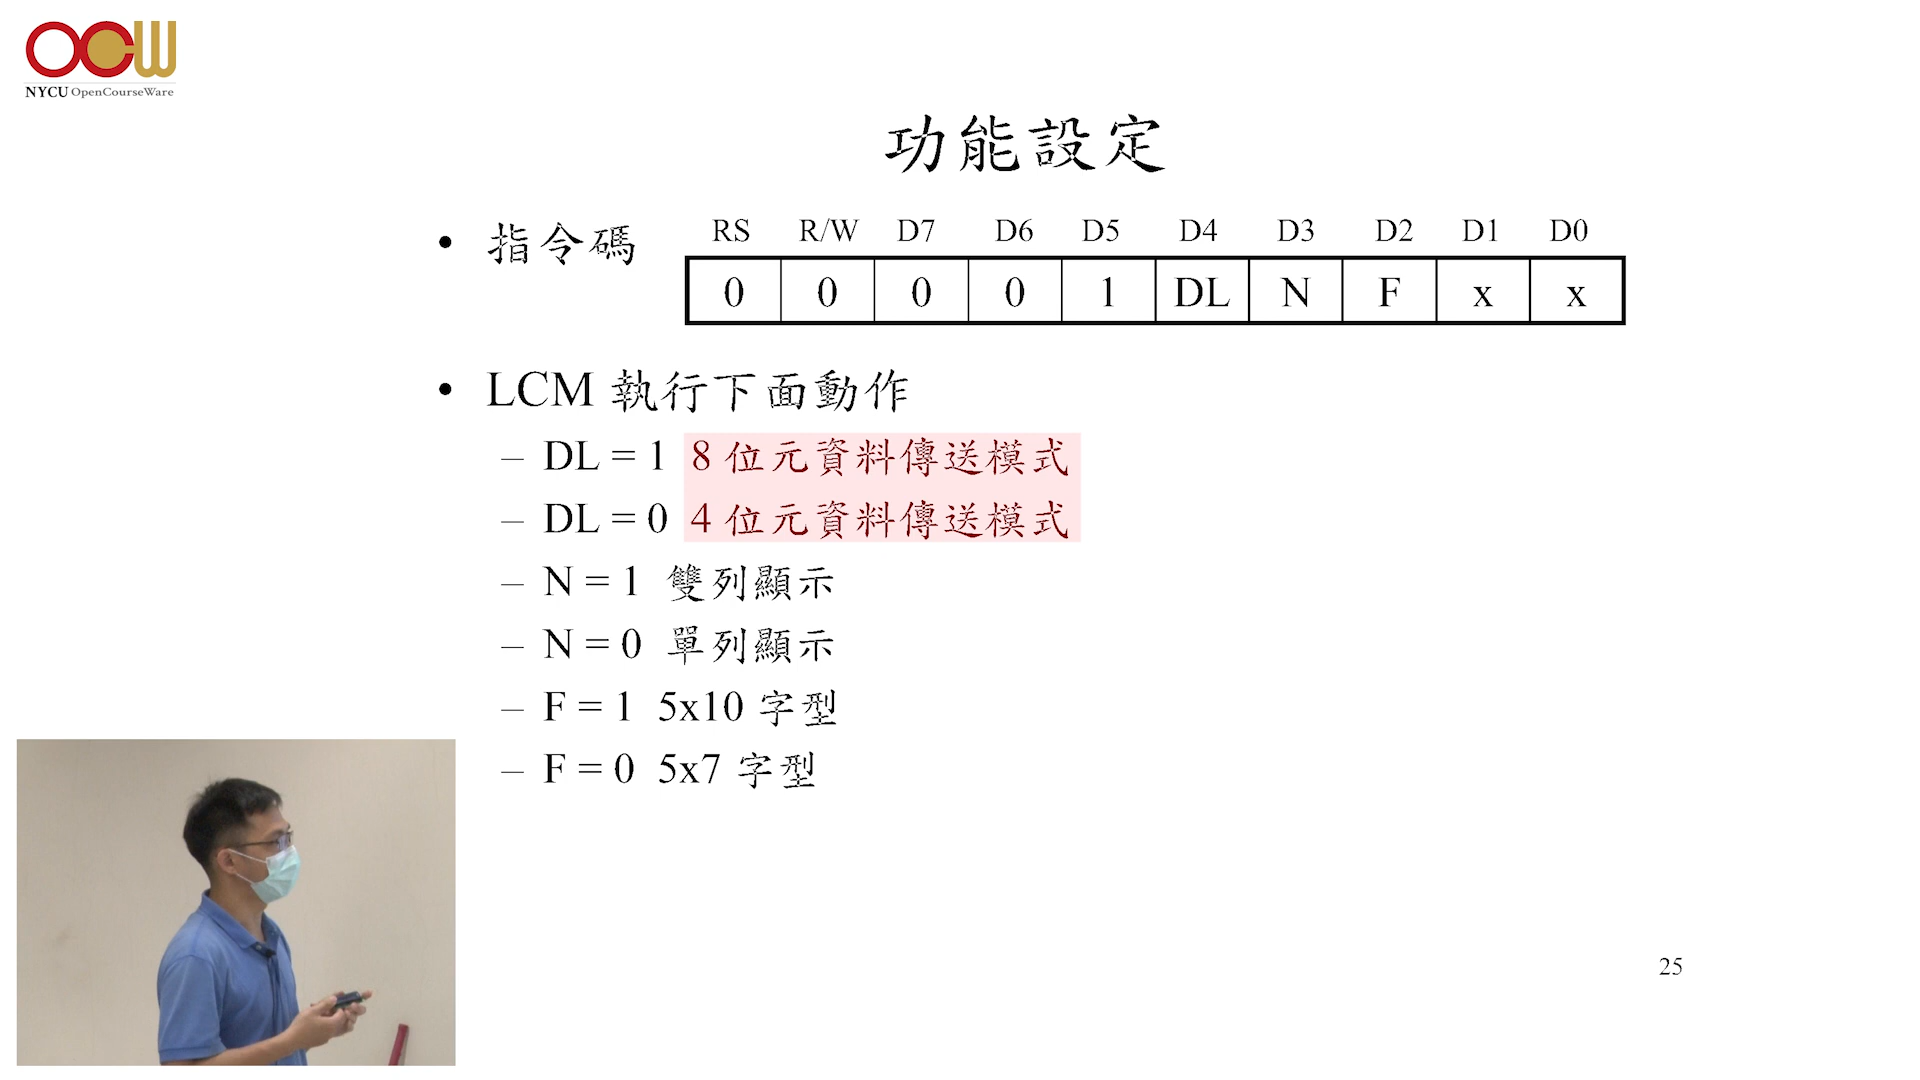 OCW
NYCU OpenCourseWare
功能設定
• 指令碼
RS R/W D7 D6 D5 D4 D3 D2 D1 D0
0 0 0 0 1 DL N F x x
• LCM 執行下面動作
– DL = 1 8 位元資料傳送模式
– DL = 0 4 位元資料傳送模式
– N = 1 雙列顯示
– N = 0 單列顯示
– F = 1 5x10 字型
– F = 0 5x7 字型
25